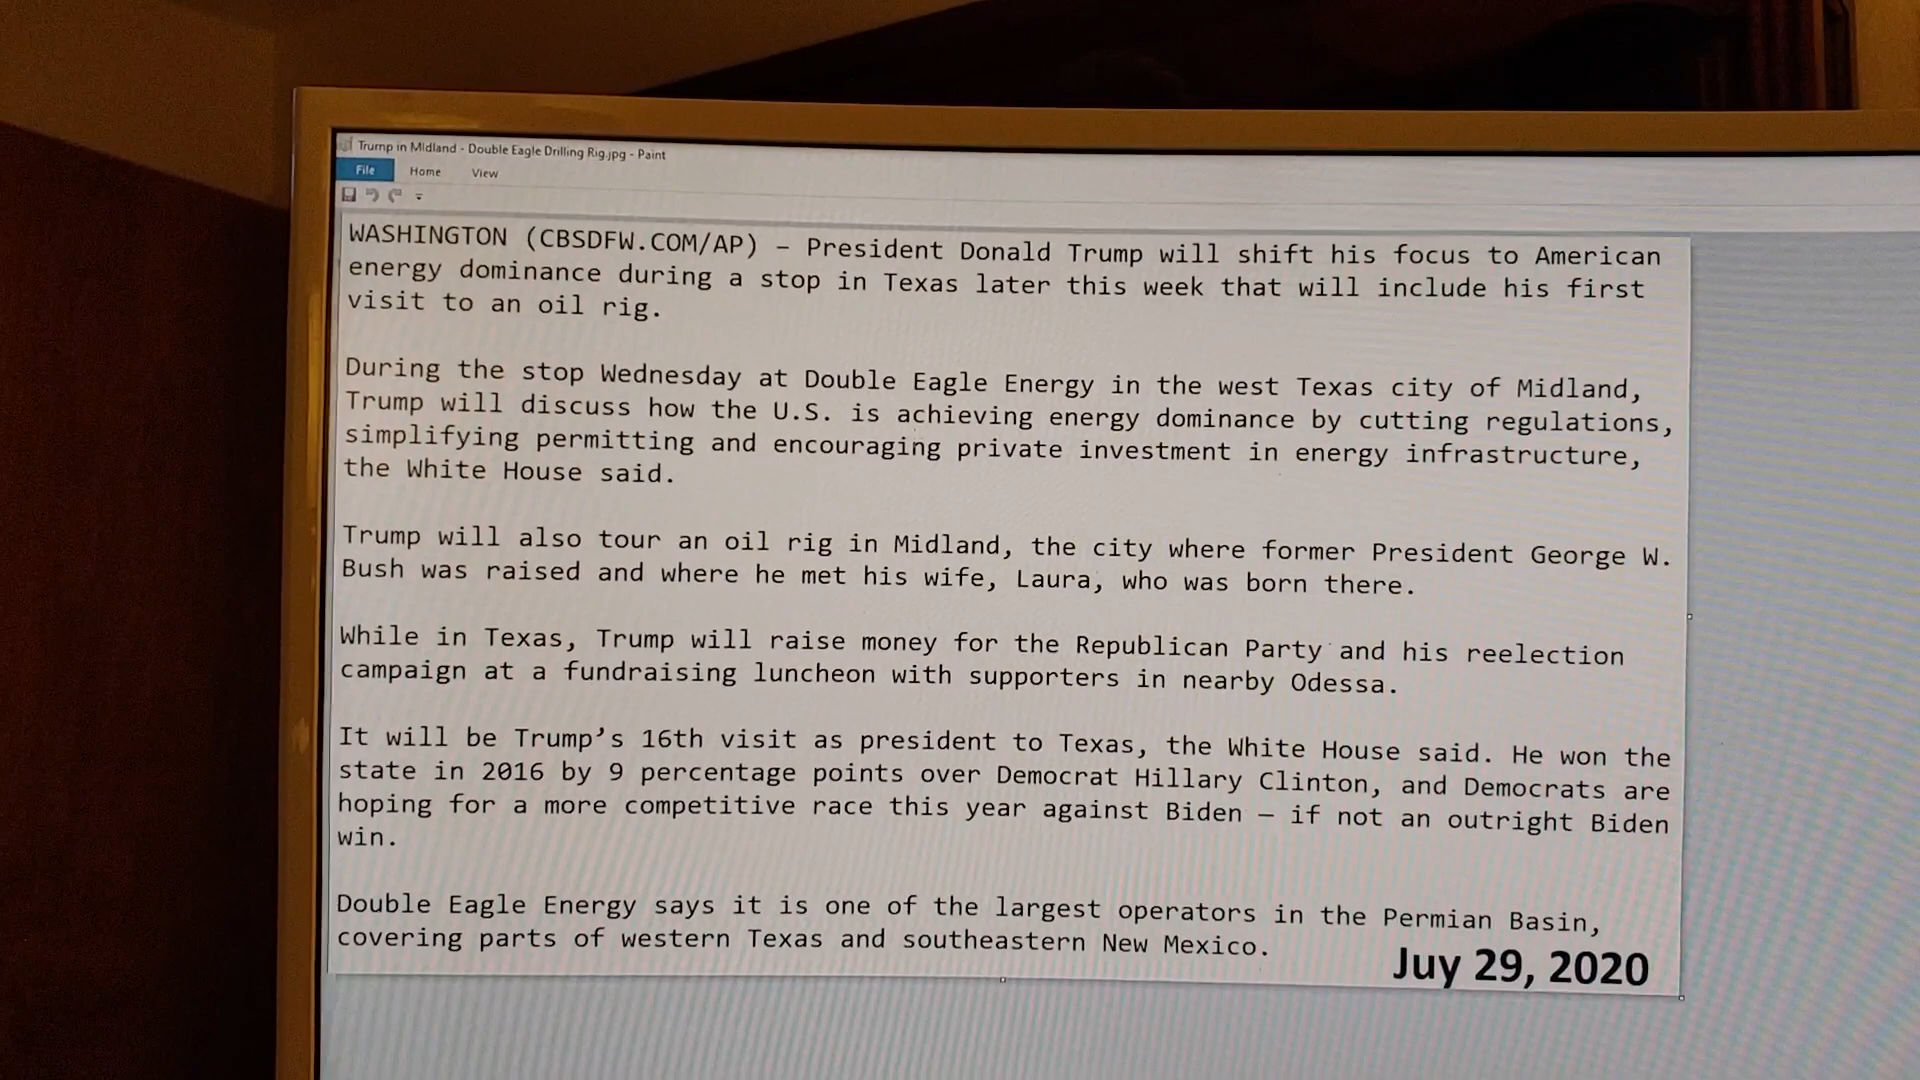 Trump in Midland - Double Eagle Drilling Rig.jpg - Paint
File Home View
WASHINGTON (CBSDFW.COM/AP) – President Donald Trump will shift his focus to American
energy dominance during a stop in Texas later this week that will include his first
visit to an oil rig.
During the stop Wednesday at Double Eagle Energy in the west Texas city of Midland,
Trump will discuss how the U.S. is achieving energy dominance by cutting regulations,
simplifying permitting and encouraging private investment in energy infrastructure,
the White House said.
Trump will also tour an oil rig in Midland, the city where former President George W.
Bush was raised and where he met his wife, Laura, who was born there.
While in Texas, Trump will raise money for the Republican Party and his reelection
campaign at a fundraising luncheon with supporters in nearby Odessa.
It will be Trump’s 16th visit as president to Texas, the White House said. He won the
state in 2016 by 9 percentage points over Democrat Hillary Clinton, and Democrats are
hoping for a more competitive race this year against Biden – if not an outright Biden
win.
Double Eagle Energy says it is one of the largest operators in the Permian Basin,
covering parts of western Texas and southeastern New Mexico.
Juy 29, 2020